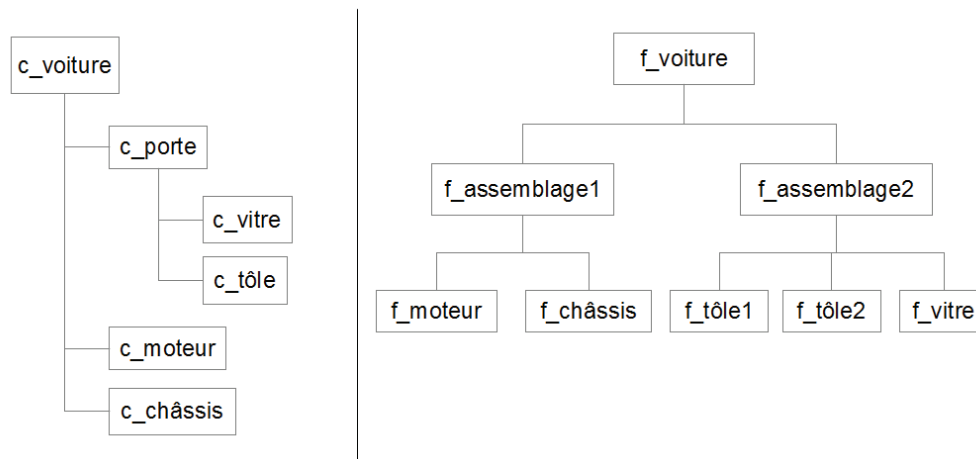 c_voiture
c_porte
c_vitre
c_tôle
c_moteur
c_châssis
f_voiture
f_assemblage1
f_assemblage2
f_moteur
f_châssis
f_tôle1
f_tôle2
f_vitre